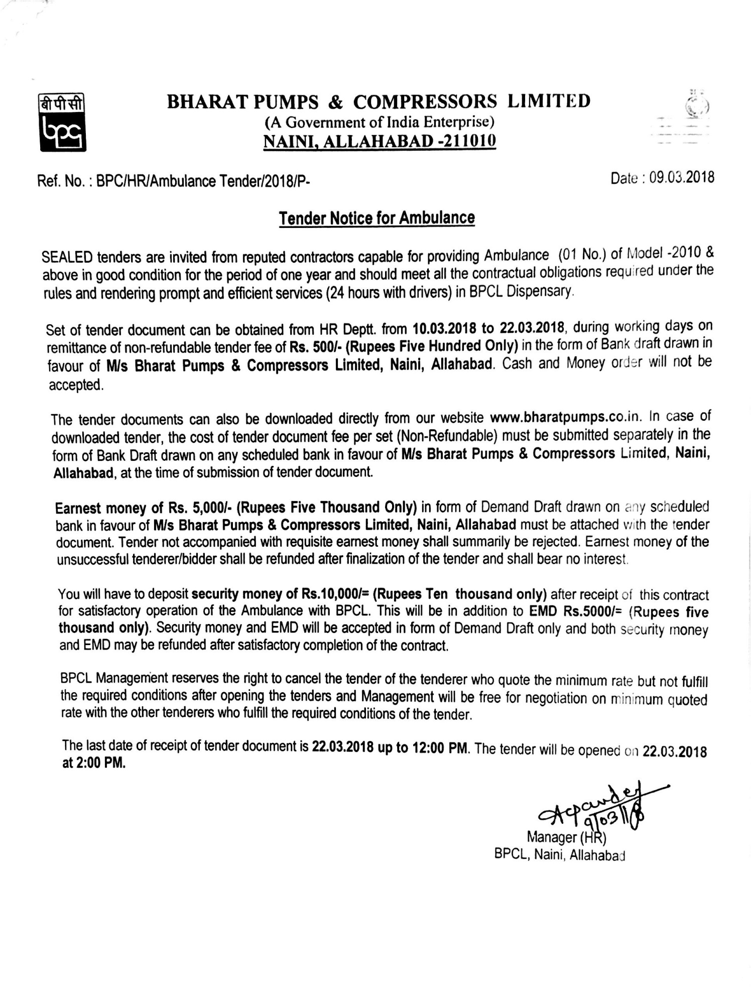 बी पी सी
bpc
BHARAT PUMPS & COMPRESSORS LIMITED
(A Government of India Enterprise)
NAINI, ALLAHABAD -211010
Ref. No. : BPC/HR/Ambulance Tender/2018/P-
Date : 09.03.2018
Tender Notice for Ambulance
SEALED tenders are invited from reputed contractors capable for providing Ambulance (01 No.) of Model -2010 &
above in good condition for the period of one year and should meet all the contractual obligations required under the
rules and rendering prompt and efficient services (24 hours with drivers) in BPCL Dispensary.
Set of tender document can be obtained from HR Deptt. from 10.03.2018 to 22.03.2018, during working days on
remittance of non-refundable tender fee of Rs. 500/- (Rupees Five Hundred Only) in the form of Bank draft drawn in
favour of M/s Bharat Pumps & Compressors Limited, Naini, Allahabad. Cash and Money order will not be
accepted.
The tender documents can also be downloaded directly from our website www.bharatpumps.co.in. In case of
downloaded tender, the cost of tender document fee per set (Non-Refundable) must be submitted separately in the
form of Bank Draft drawn on any scheduled bank in favour of M/s Bharat Pumps & Compressors Limited, Naini,
Allahabad, at the time of submission of tender document.
Earnest money of Rs. 5,000/- (Rupees Five Thousand Only) in form of Demand Draft drawn on any scheduled
bank in favour of M/s Bharat Pumps & Compressors Limited, Naini, Allahabad must be attached with the tender
document. Tender not accompanied with requisite earnest money shall summarily be rejected. Earnest money of the
unsuccessful tenderer/bidder shall be refunded after finalization of the tender and shall bear no interest.
You will have to deposit security money of Rs.10,000/= (Rupees Ten thousand only) after receipt of this contract
for satisfactory operation of the Ambulance with BPCL. This will be in addition to EMD Rs.5000/= (Rupees five
thousand only). Security money and EMD will be accepted in form of Demand Draft only and both security money
and EMD may be refunded after satisfactory completion of the contract.
BPCL Management reserves the right to cancel the tender of the tenderer who quote the minimum rate but not fulfill
the required conditions after opening the tenders and Management will be free for negotiation on minimum quoted
rate with the other tenderers who fulfill the required conditions of the tender.
The last date of receipt of tender document is 22.03.2018 up to 12:00 PM. The tender will be opened on 22.03.2018
at 2:00 PM.
9/03/18
Manager (HR)
BPCL, Naini, Allahabad